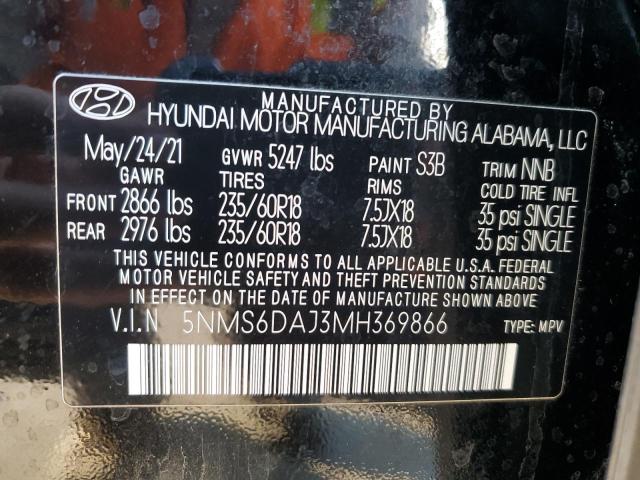 MANUFACTURED BY
HYUNDAI MOTOR MANUFACTURING ALABAMA, LLC
May/24/21 GVWR 5247 lbs PAINT S3B TRIM NNB
GAWR TIRES RIMS COLD TIRE INFL
FRONT 2866 lbs 235/60R18 7.5JX18 35 psi SINGLE
REAR 2976 lbs 235/60R18 7.5JX18 35 psi SINGLE
THIS VEHICLE CONFORMS TO ALL APPLICABLE U.S.A. FEDERAL
MOTOR VEHICLE SAFETY AND THEFT PREVENTION STANDARDS
IN EFFECT ON THE DATE OF MANUFACTURE SHOWN ABOVE.
V.I.N 5NMS6DAJ3MH369866 TYPE: MPV